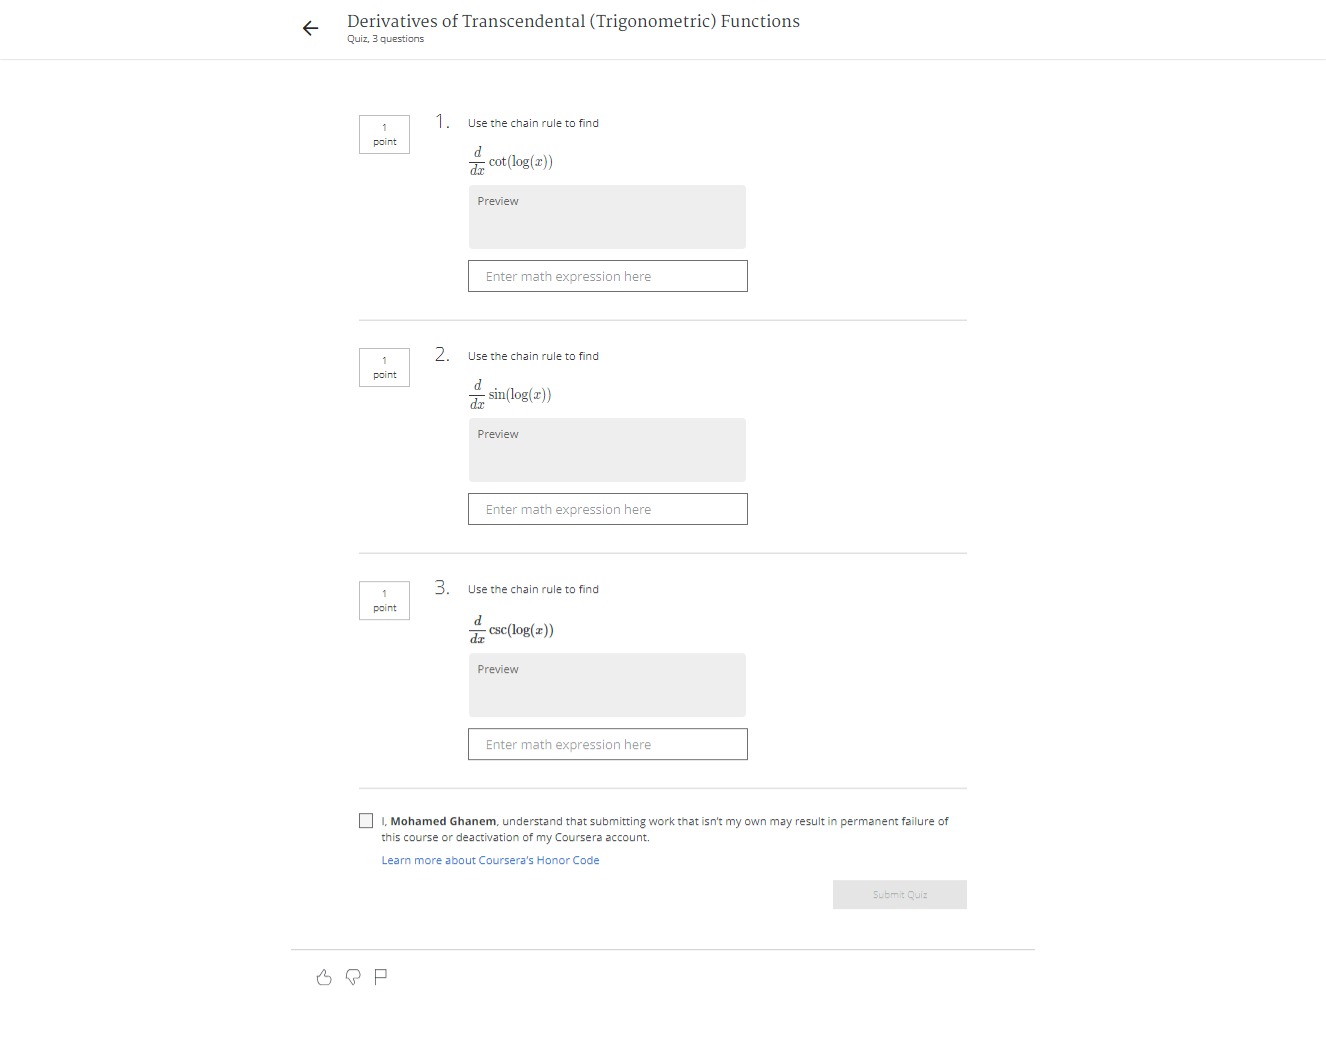 Derivatives of Transcendental (Trigonometric) Functions
Quiz, 3 questions
1
point
1.
Use the chain rule to find
d/dx cot(log(x))
Preview
Enter math expression here
1
point
2.
Use the chain rule to find
d/dx sin(log(x))
Preview
Enter math expression here
1
point
3.
Use the chain rule to find
d/dx csc(log(x))
Preview
Enter math expression here
I, Mohamed Ghanem, understand that submitting work that isn't my own may result in permanent failure of
this course or deactivation of my Coursera account.
Learn more about Coursera's Honor Code
Submit Quiz